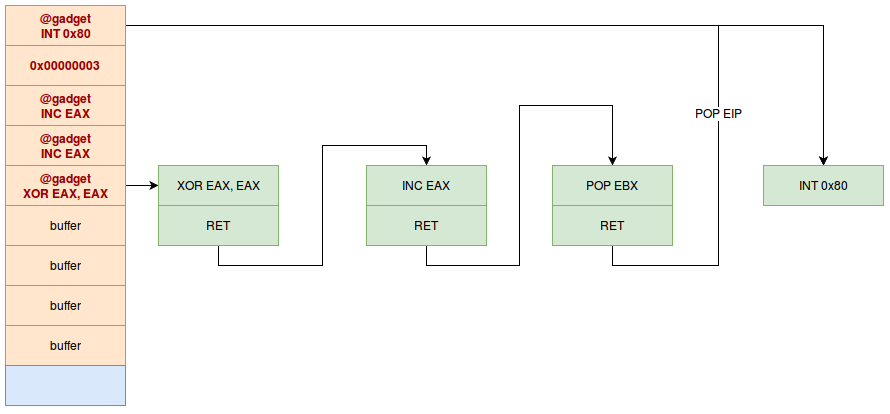 @gadget
INT 0x80
0x00000003
@gadget
INC EAX
@gadget
INC EAX
@gadget
XOR EAX, EAX
buffer
buffer
buffer
buffer
XOR EAX, EAX
RET
INC EAX
RET
POP EBX
RET
POP EIP
INT 0x80